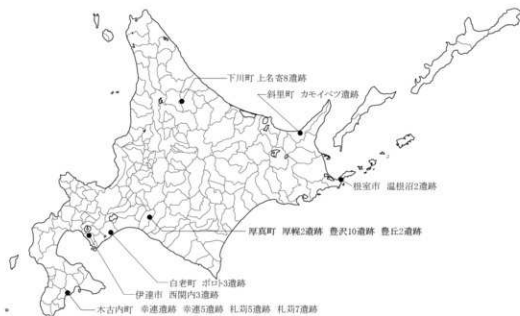 下川町 上名寄8遺跡
斜里町 カモイベツ遺跡
根室市 温根沼2遺跡
厚真町 厚幌2遺跡 豊沢10遺跡 豊丘2遺跡
白老町 ポロト3遺跡
伊達市 西関内3遺跡
木古内町 幸連遺跡 幸連5遺跡 札苅5遺跡 札苅7遺跡